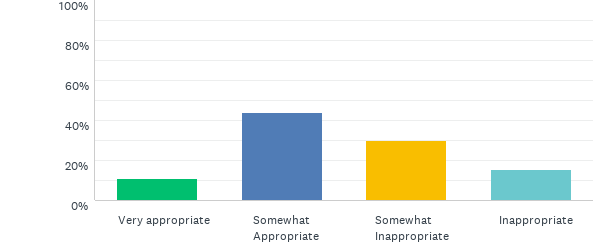 100%
80%
60%
40%
20%
0%
Very appropriate
Somewhat
Appropriate
Somewhat
Inappropriate
Inappropriate